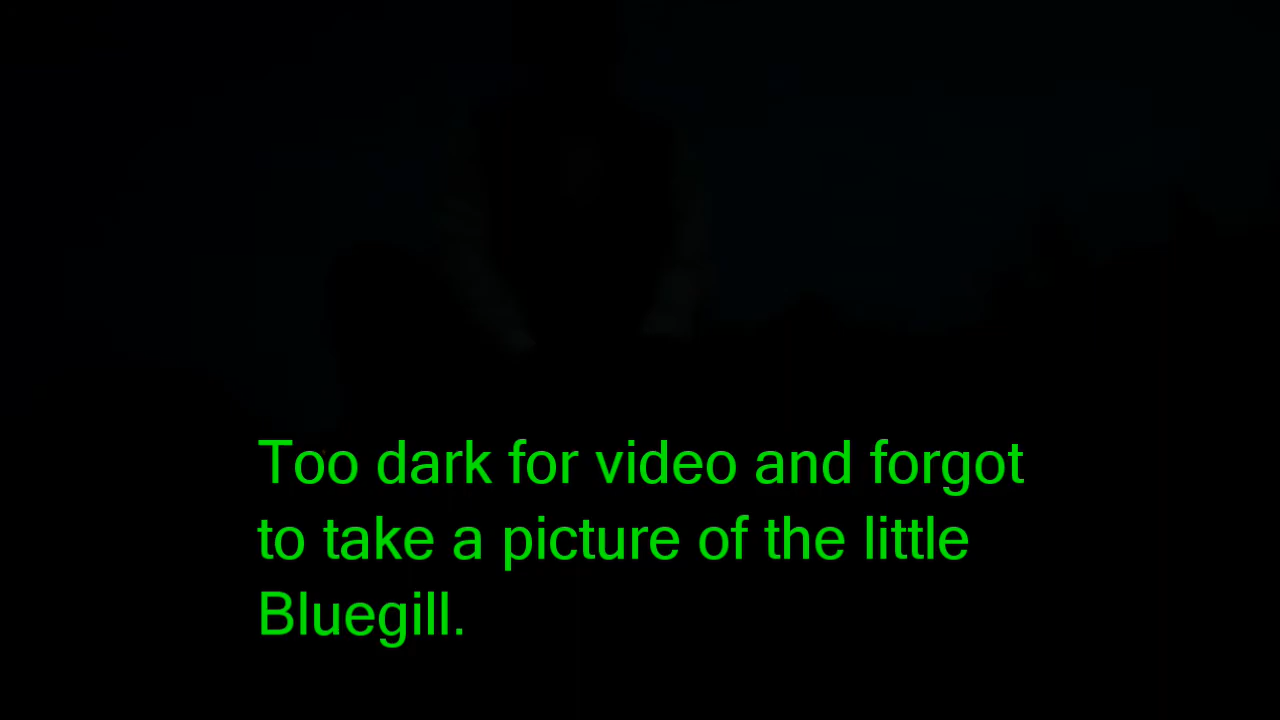 Too dark for video and forgot
to take a picture of the little
Bluegill.